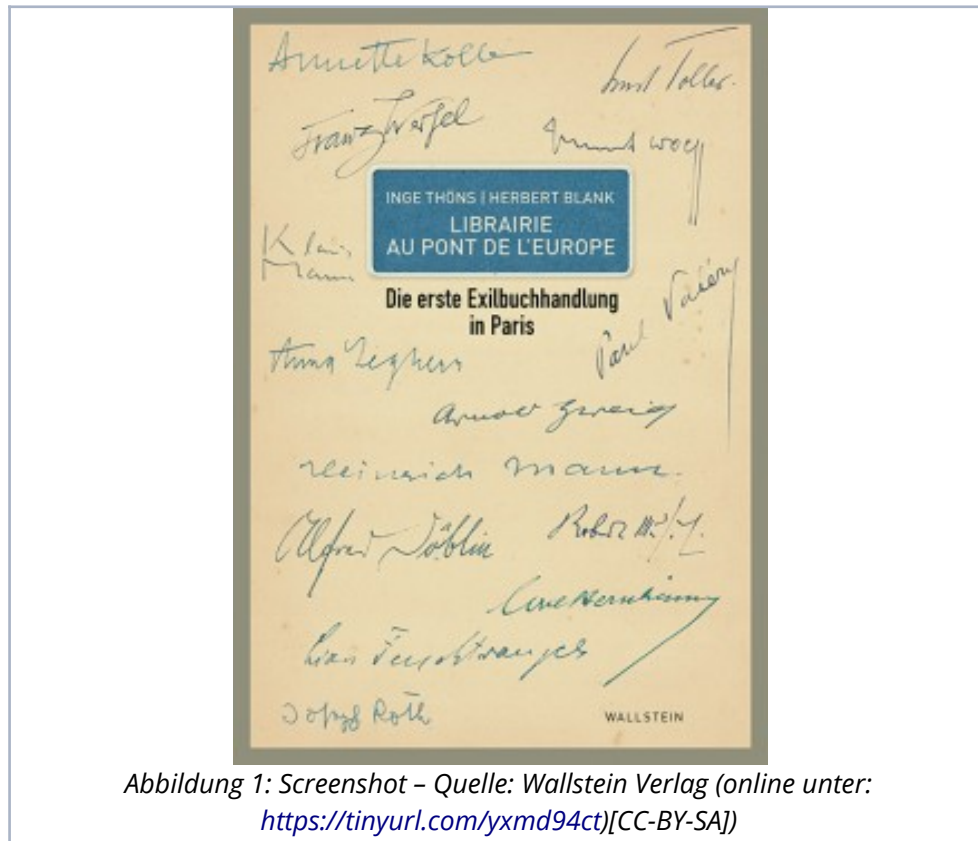 Annette Kolb
Ernst Toller.
Franz Werfel
INGE THÖNS | HERBERT BLANK
LIBRAIRIE
AU PONT DE L'EUROPE
Klaus
Mann
Die erste Exilbuchhandlung
in Paris
Paul Valéry
Anna Seghers
Arnold Zweig
Heinrich Mann.
Alfred Döblin
Robert
Lion Feuchtwanger
Joseph Roth
WALLSTEIN
Abbildung 1: Screenshot – Quelle: Wallstein Verlag (online unter:
https://tinyurl.com/yxmd94ct)[CC-BY-SA])